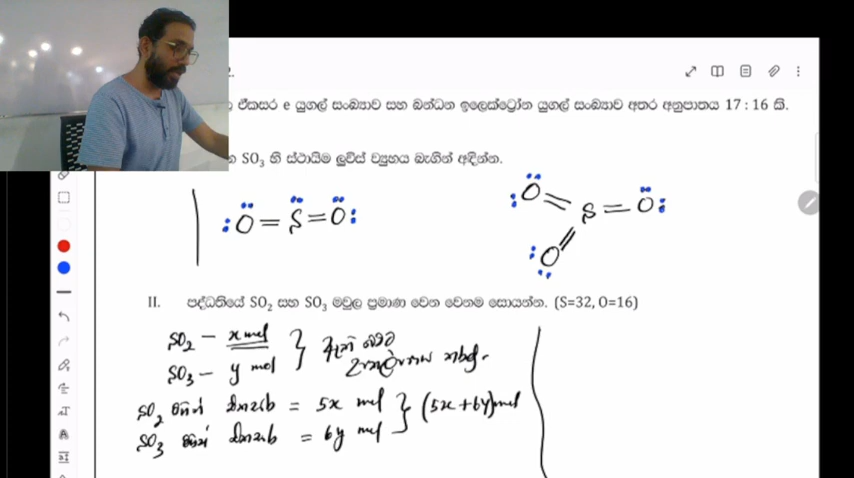 ඒකසර e යුගල් සංඛ්‍යාව සහ බන්ධන ඉලෙක්ට්‍රෝන යුගල් සංඛ්‍යාව අතර අනුපාතය 17 : 16 කි.
SO₃ හි ස්ථායිම ලුවිස් ව්‍යුහය බැගින් අඳින්න.
O = S = O
O = S = O
O
II. පද්ධතියේ SO₂ සහ SO₃ මවුල ප්‍රමාණ වෙන වෙනම සොයන්න. (S=32, O=16)
SO₂ – x mol
SO₃ – y mol
SO₂ = 5x mol } (5x+6y)mol
SO₃ = 6y mol